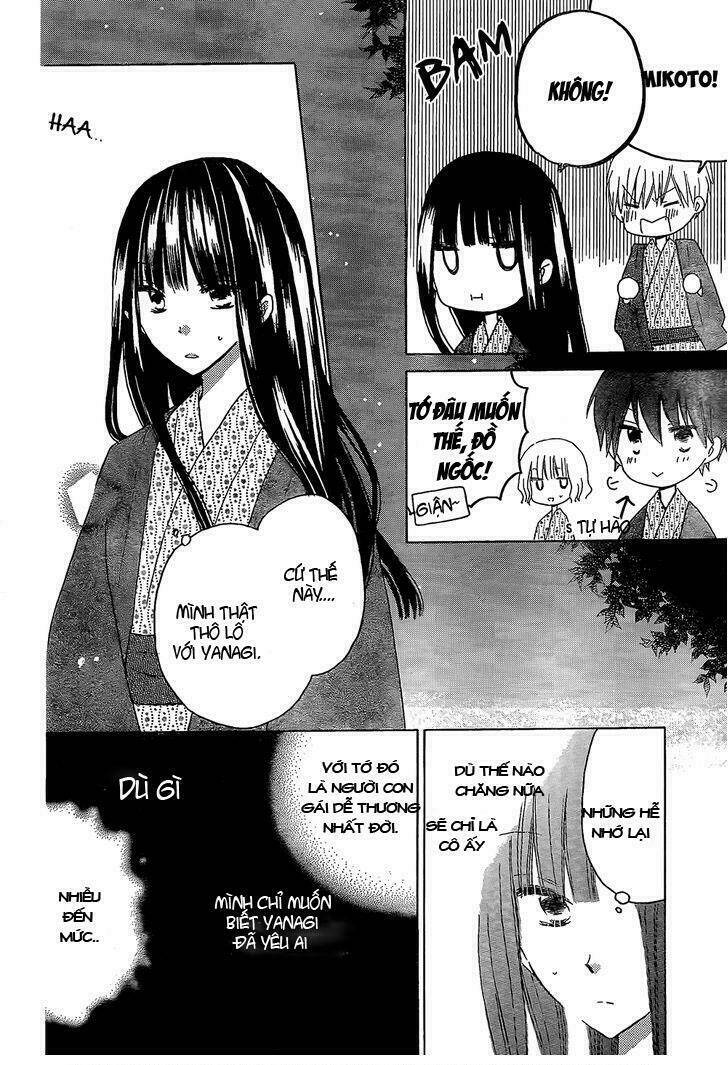 MIKOTO!
KHÔNG!
BẠM
TỚ ĐÂU MUỐN
THẾ, ĐỒ
NGỐC!
GIẬN~
TỰ HÀO
HAA...
CỨ THẾ
NÀY....
MÌNH THẬT
THÔ LỖ
VỚI YANAGI.
NHỮNG HỄ
NHỚ LẠI
DÙ THẾ NÀO
CHĂNG NỮA
SẼ CHỈ LÀ
CÔ ẤY
VỚI TỚ ĐÓ
LÀ NGƯỜI CON
GÁI DỄ THƯƠNG
NHẤT ĐỜI.
DÙ GÌ
MÌNH CHỈ MUỐN
BIẾT YANAGI
ĐÃ YÊU AI
NHIỀU
ĐẾN
MỨC..